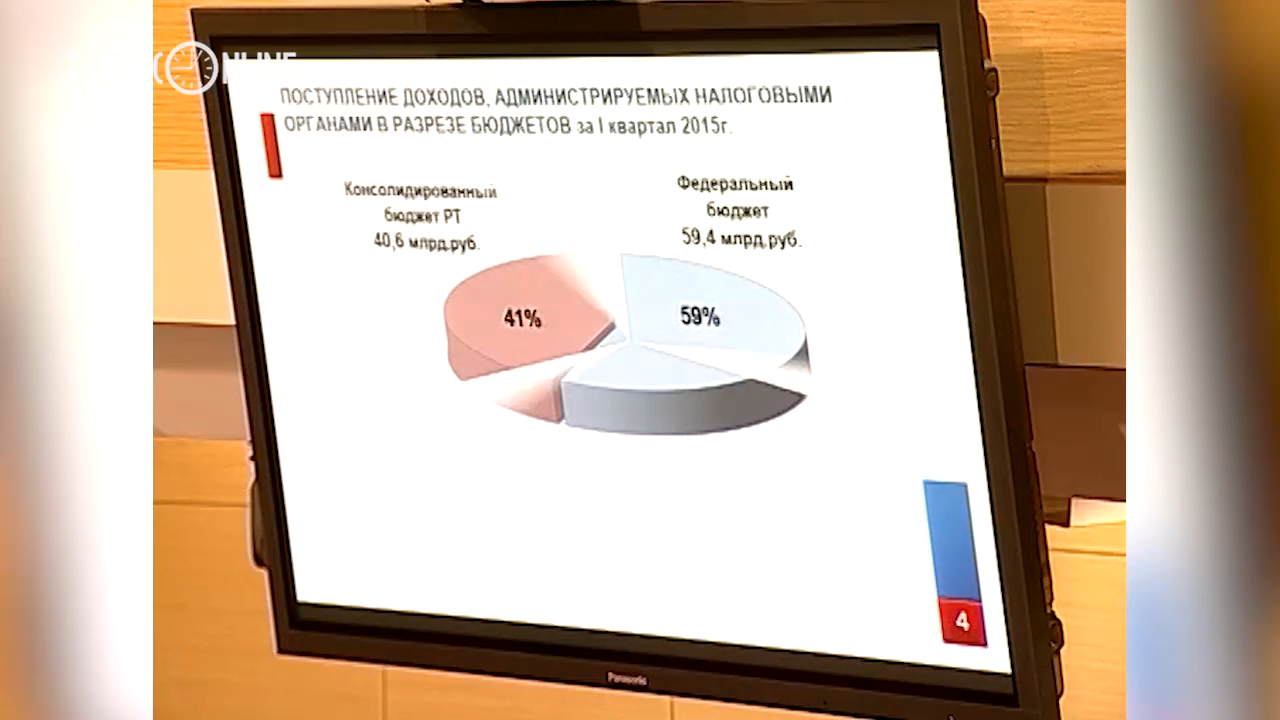 NLINE
ПОСТУПЛЕНИЕ ДОХОДОВ, АДМИНИСТРИРУЕМЫХ НАЛОГОВЫМИ
ОРГАНАМИ В РАЗРЕЗЕ БЮДЖЕТОВ за I квартал 2015г.
Консолидированный
бюджет РТ
40,6 млрд.руб.
Федеральный
бюджет
59,4 млрд.руб.
41%
59%
4
Panasonic